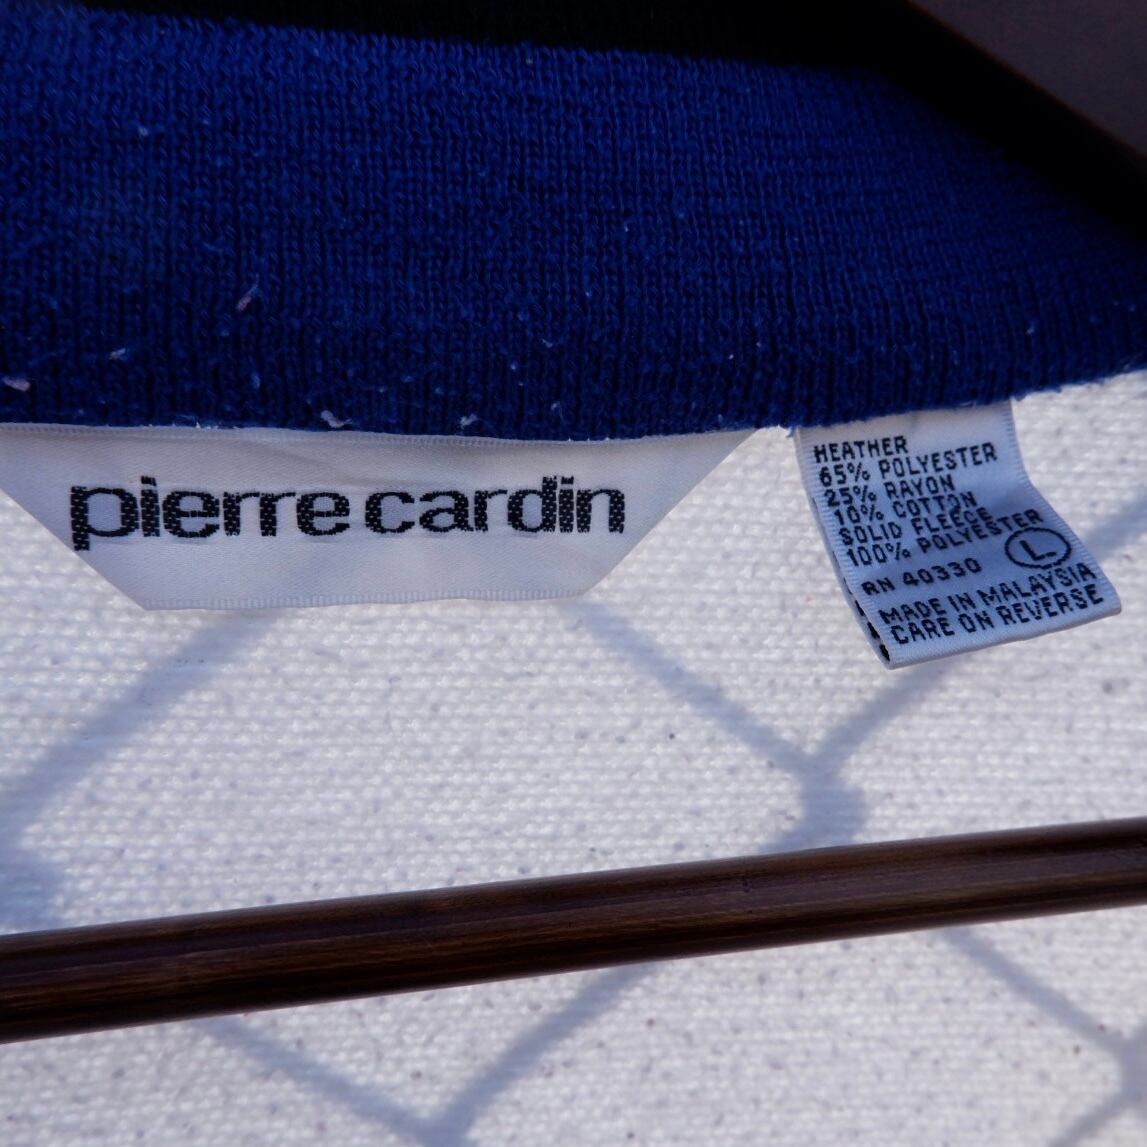 pierre cardin
HEATHER
65% POLYESTER
25% RAYON
10% COTTON
SOLID FLEECE
100% POLYESTER
L
RN 40330
MADE IN MALAYSIA
CARE ON REVERSE